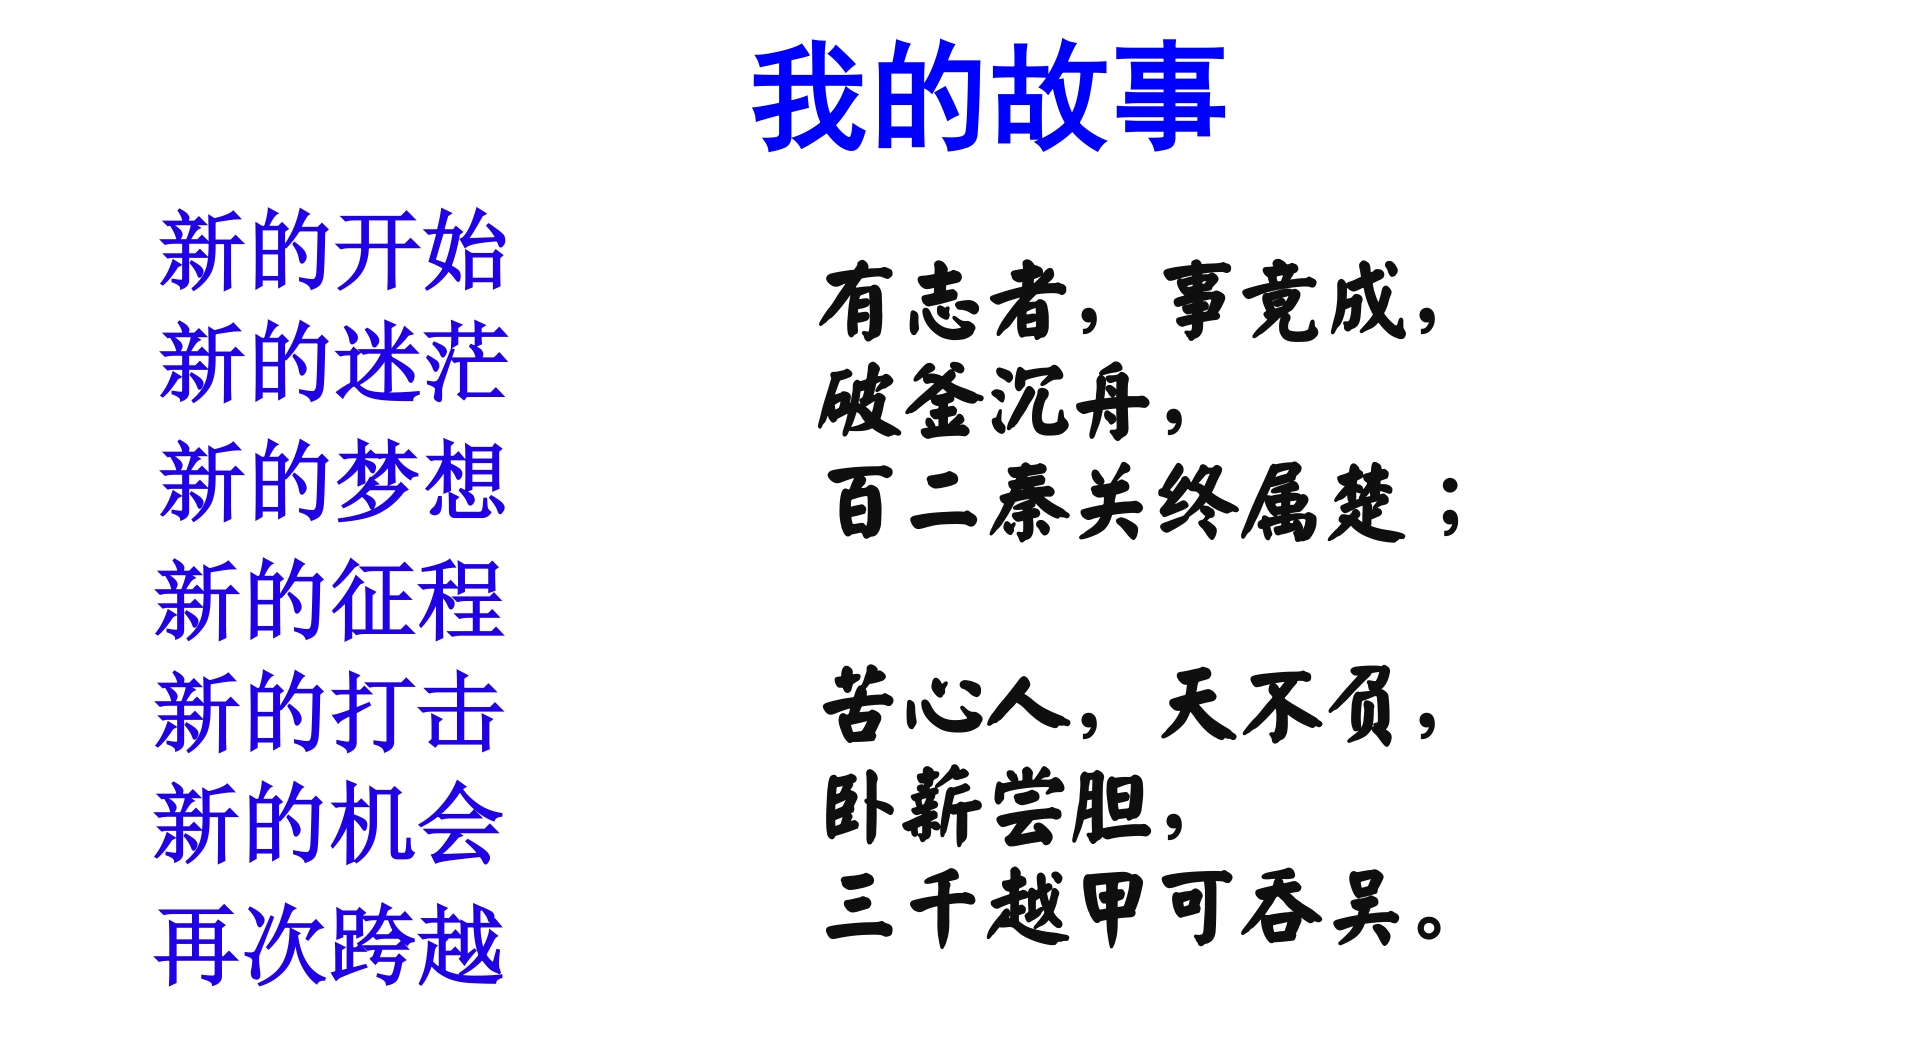 我的故事
新的开始
新的迷茫
新的梦想
新的征程
新的打击
新的机会
再次跨越
有志者，事竟成，
破釜沉舟，
百二秦关终属楚；
苦心人，天不负，
卧薪尝胆，
三千越甲可吞吴。